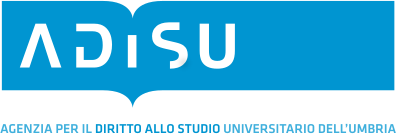 ADISU
AGENZIA PER IL DIRITTO ALLO STUDIO UNIVERSITARIO DELL'UMBRIA